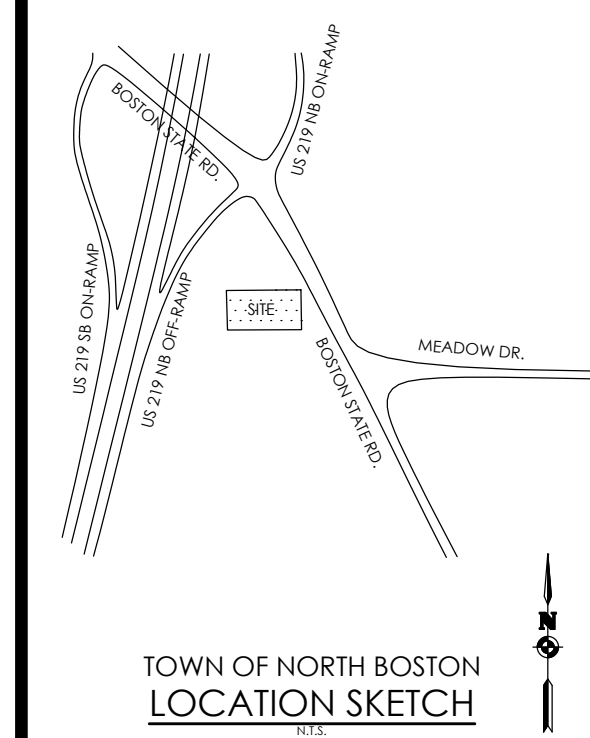 US 219 NB ON-RAMP
BOSTON STATE RD.
US 219 SB ON-RAMP
US 219 NB OFF-RAMP
SITE
BOSTON STATE RD.
MEADOW DR.
N
TOWN OF NORTH BOSTON
LOCATION SKETCH
N.T.S.